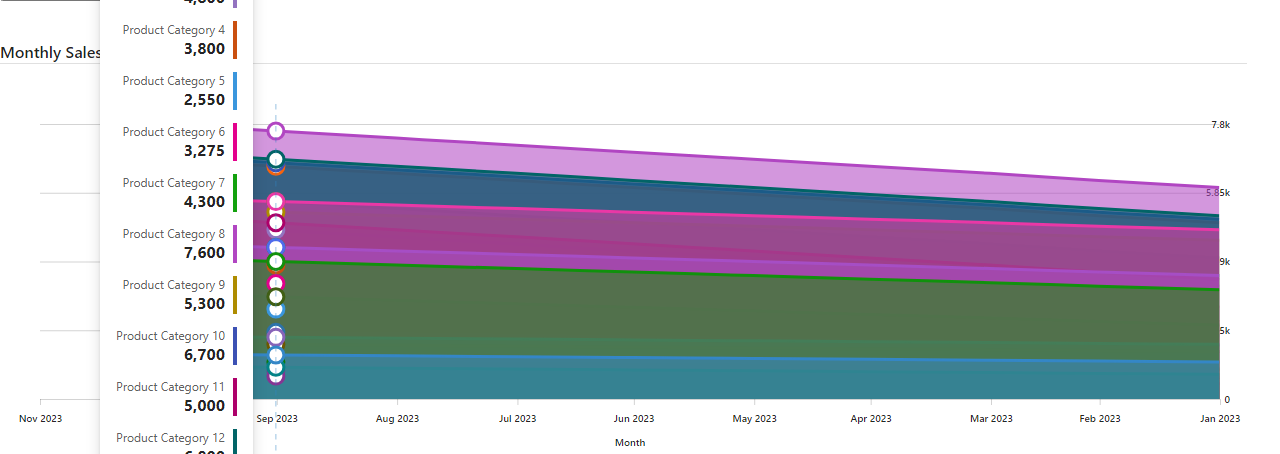 Product Category 4
3,800
Monthly Sales
Product Category 5
2,550
Product Category 6
3,275
7.8k
Product Category 7
4,300
5.85k
Product Category 8
7,600
9k
Product Category 9
5,300
5k
Product Category 10
6,700
Product Category 11
5,000
0
Nov 2023
Sep 2023
Aug 2023
Jul 2023
Jun 2023
May 2023
Apr 2023
Mar 2023
Feb 2023
Jan 2023
Product Category 12
Month